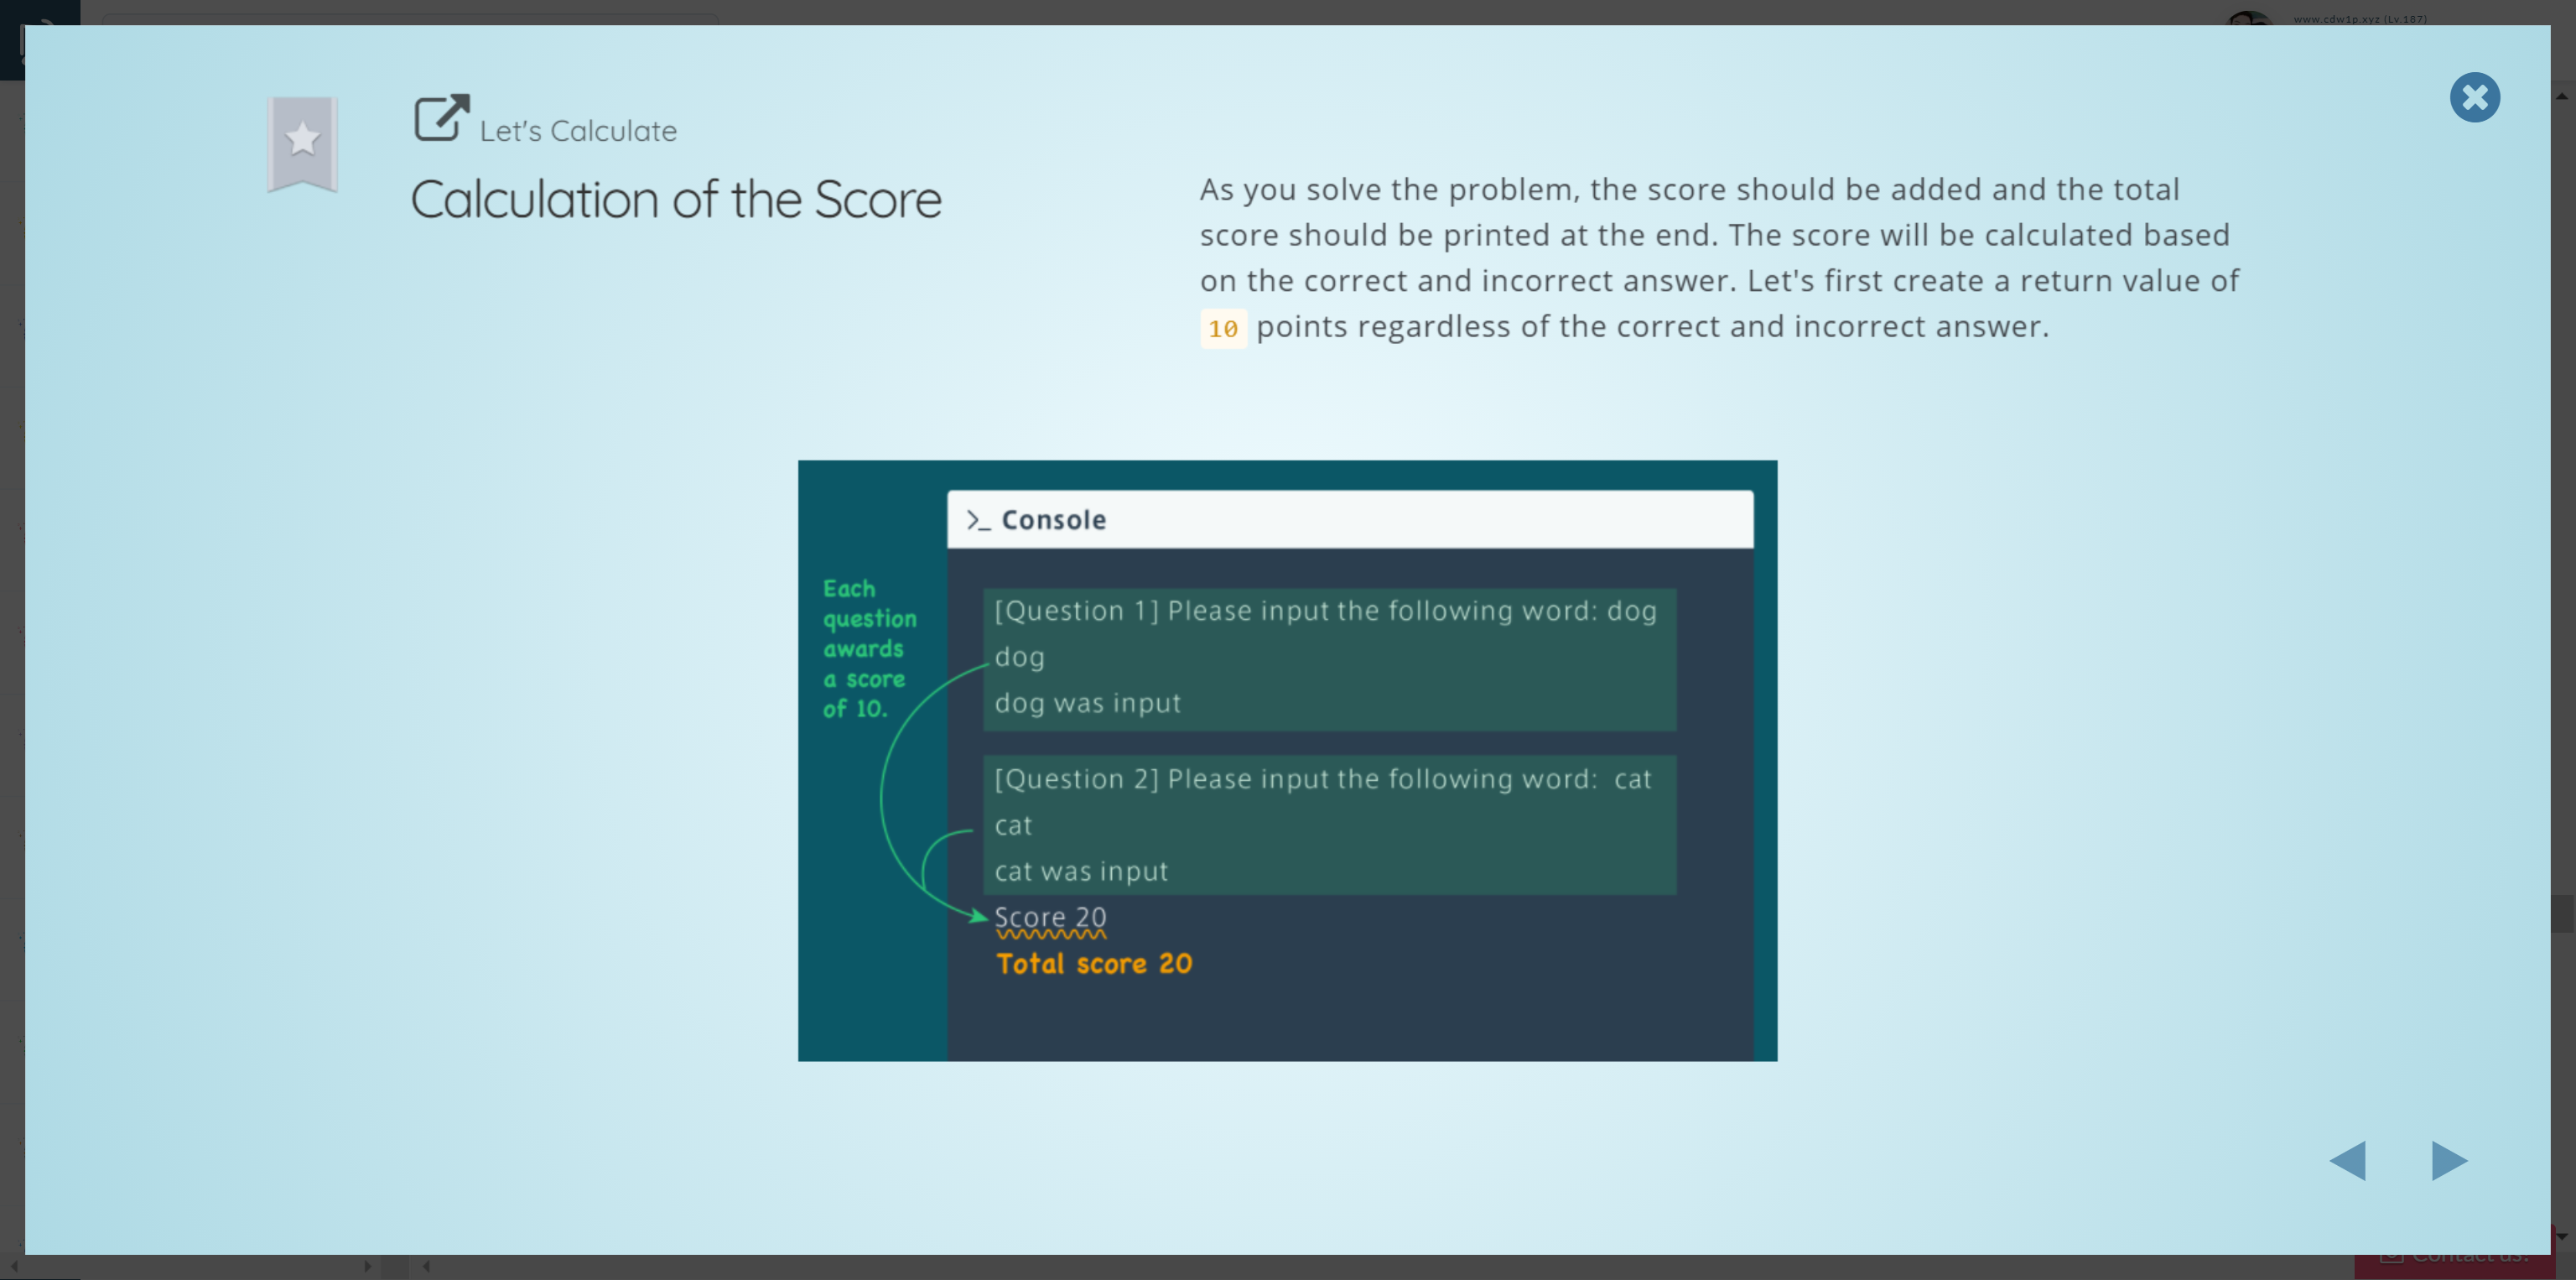 www.cdw1p.xyz (Lv.187)
Let's Calculate
Calculation of the Score
As you solve the problem, the score should be added and the total
score should be printed at the end. The score will be calculated based
on the correct and incorrect answer. Let's first create a return value of
10 points regardless of the correct and incorrect answer.
>_ Console
Each
question
awards
a score
of 10.
[Question 1] Please input the following word: dog
dog
dog was input
[Question 2] Please input the following word: cat
cat
cat was input
Score 20
Total score 20
Contact us!